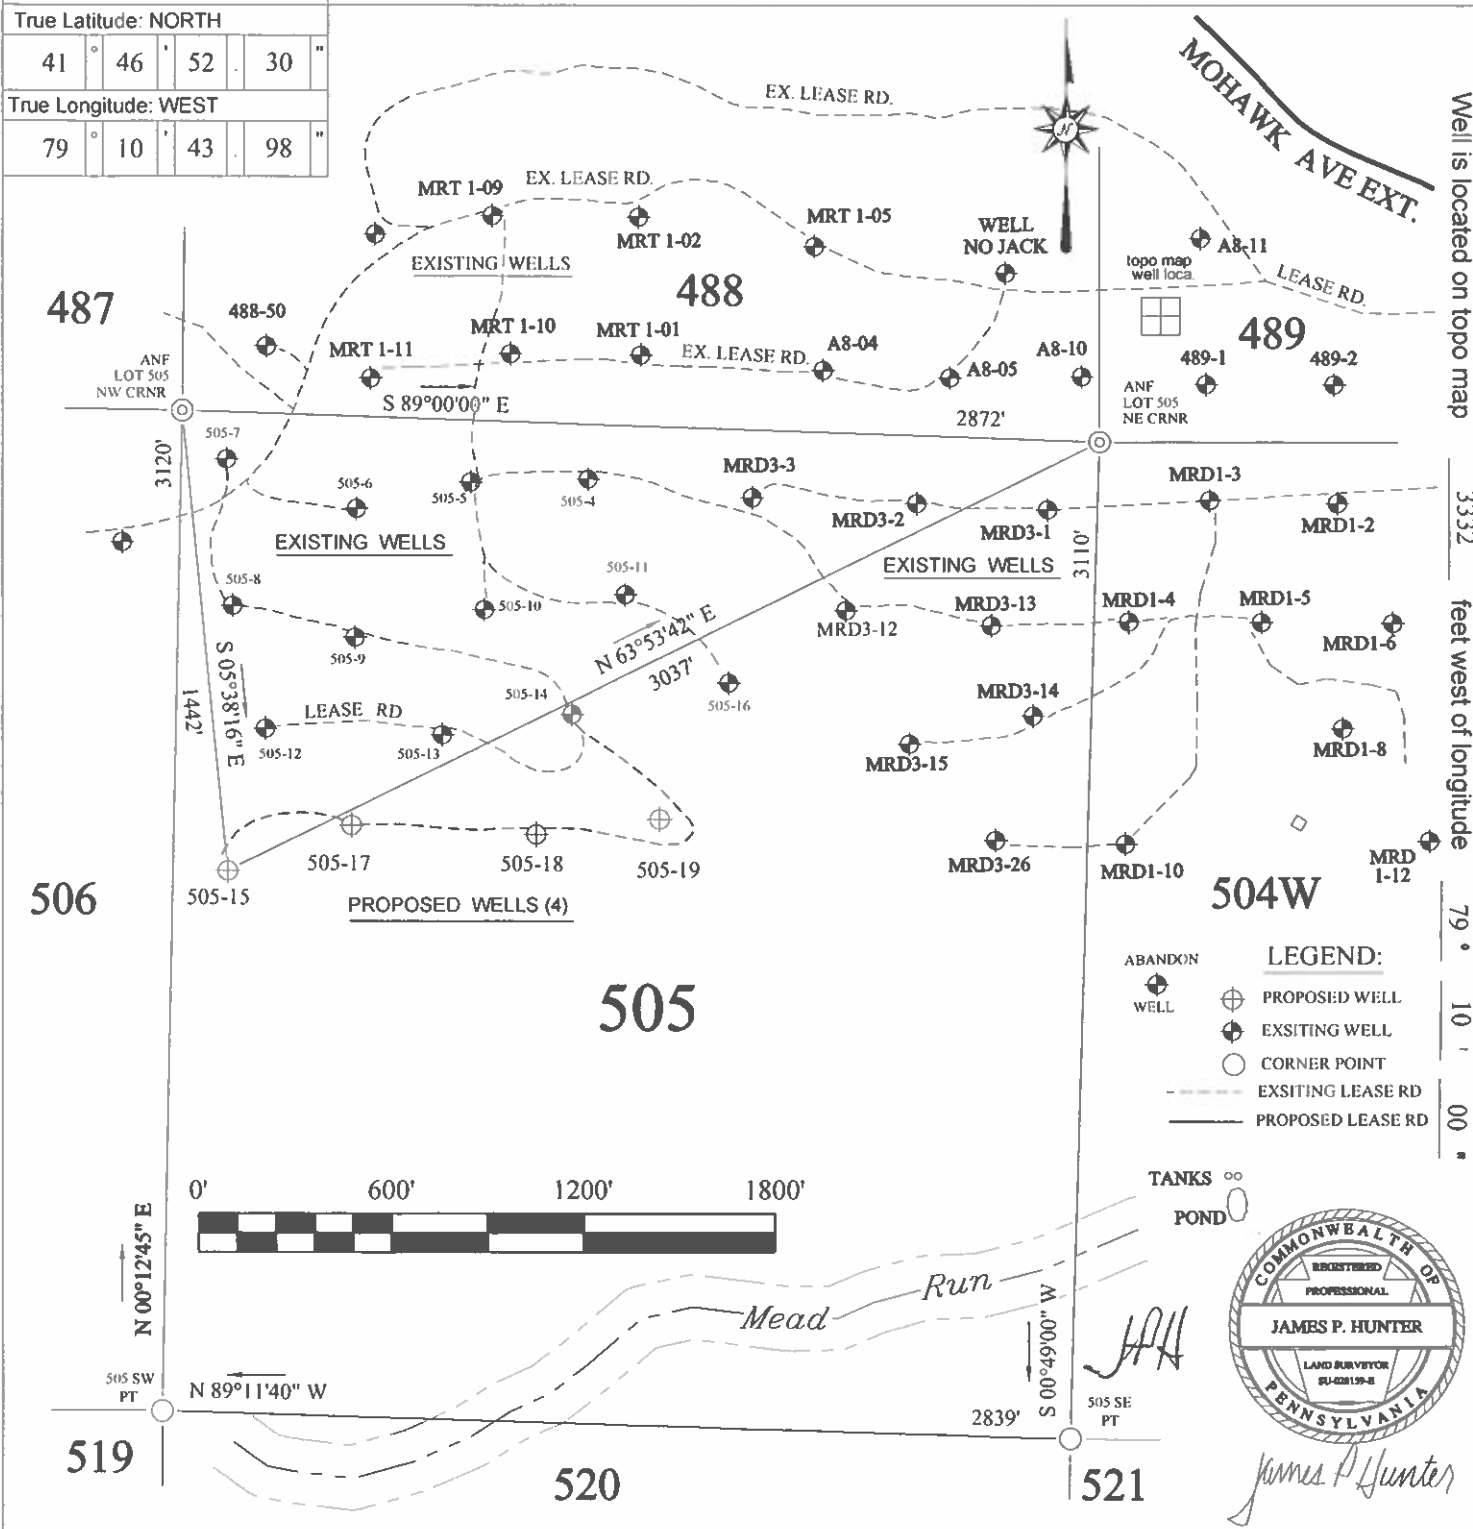 True Latitude: NORTH
41 ° 46 ' 52 . 30 "
True Longitude: WEST
79 ° 10 ' 43 . 98 "
EX. LEASE RD.
MOHAWK AVE EXT.
N
MRT 1-09
EX. LEASE RD.
MRT 1-02
MRT 1-05
WELL
NO JACK
A8-11
EXISTING WELLS
topo map
well loca.
LEASE RD.
487
488
489
488-50
MRT 1-11
MRT 1-10
MRT 1-01
EX. LEASE RD.
A8-04
A8-05
A8-10
489-1
489-2
ANF
LOT 505
NW CRNR
S 89°00'00" E
2872'
ANF
LOT 505
NE CRNR
3120'
505-7
505-6
505-5
505-4
MRD3-3
MRD3-2
MRD3-1
MRD1-3
MRD1-2
EXISTING WELLS
EXISTING WELLS
3110'
505-8
505-9
505-10
505-11
N 63°53'42" E
3037'
MRD3-12
MRD3-13
MRD1-4
MRD1-5
MRD1-6
S 05°38'16" E
1442'
LEASE RD
505-12
505-13
505-14
505-16
MRD3-14
MRD3-15
MRD1-8
505-15
505-17
505-18
505-19
PROPOSED WELLS (4)
MRD3-26
MRD1-10
MRD
1-12
506
504W
505
ABANDON
WELL
LEGEND:
PROPOSED WELL
EXSITING WELL
CORNER POINT
EXSITING LEASE RD
PROPOSED LEASE RD
Well is located on topo map
3332 feet west of longitude 79 ° 10 ' 00 "
0' 600' 1200' 1800'
TANKS
POND
N 00°12'45" E
Mead Run
S 00°49'00" W
JPH
505 SW
PT
N 89°11'40" W
2839'
505 SE
PT
519
520
521
COMMONWEALTH OF
REGISTERED
PROFESSIONAL
JAMES P. HUNTER
LAND SURVEYOR
SU-028159-E
PENNSYLVANIA
James P Hunter